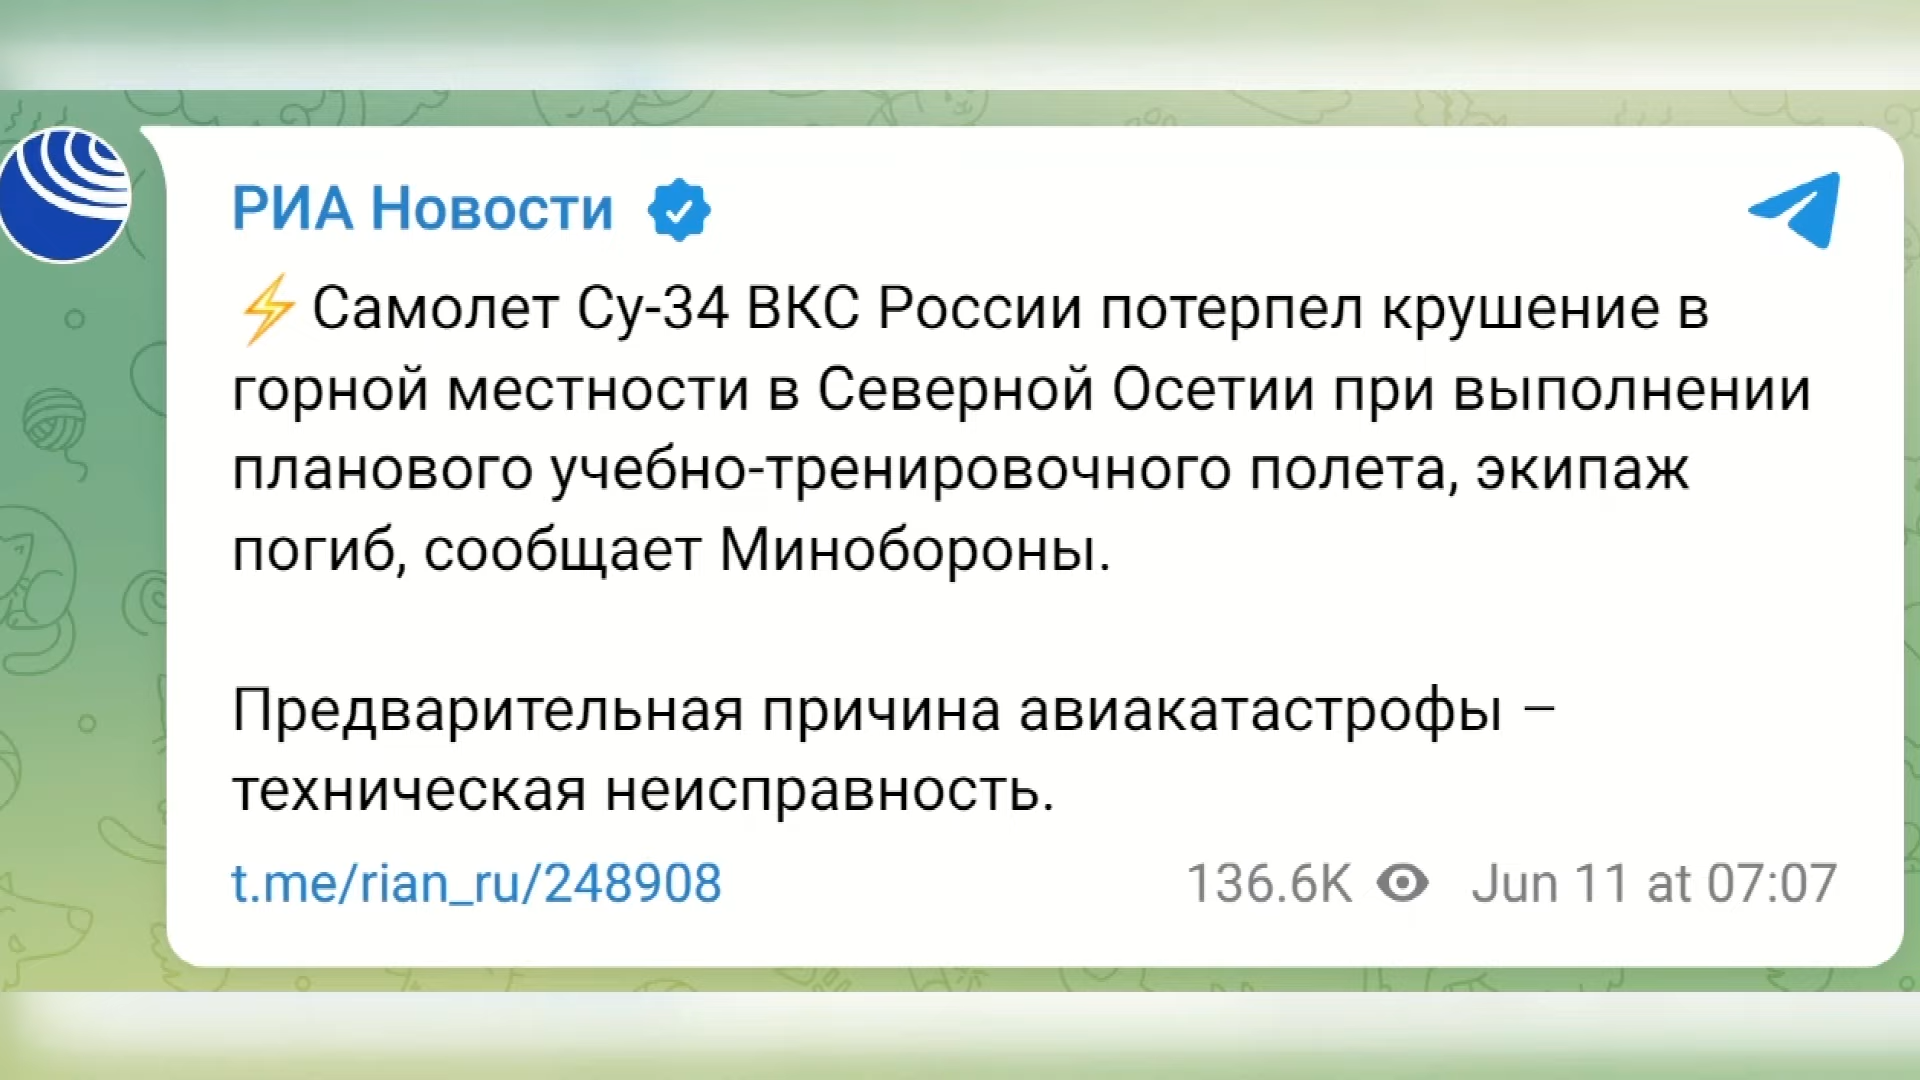 РИА Новости
⚡Самолет Су-34 ВКС России потерпел крушение в
горной местности в Северной Осетии при выполнении
планового учебно-тренировочного полета, экипаж
погиб, сообщает Минобороны.
Предварительная причина авиакатастрофы –
техническая неисправность.
t.me/rian_ru/248908 136.6K Jun 11 at 07:07